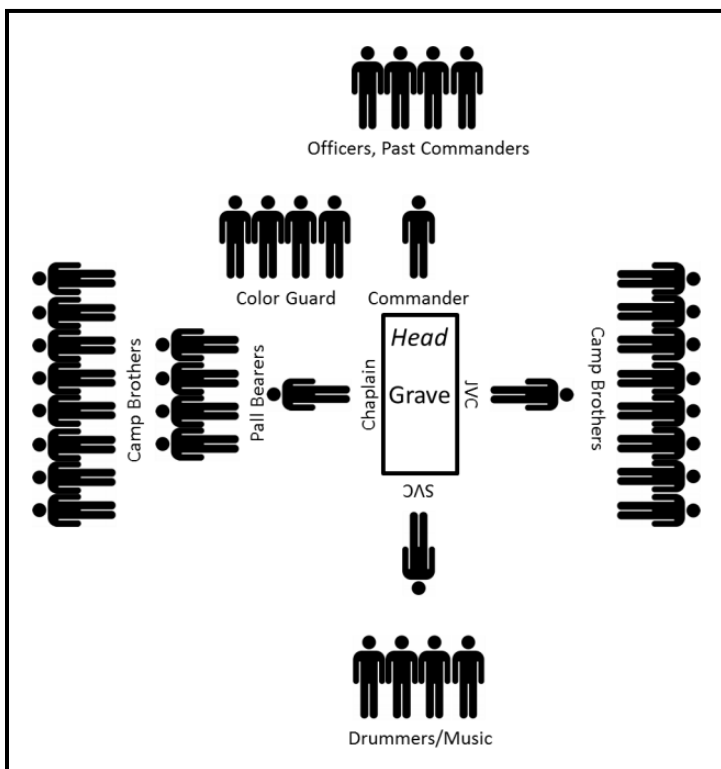 Officers, Past Commanders
Color Guard
Commander
Camp Brothers
Pall Bearers
Chaplain
Head
Grave
JVC
Camp Brothers
SVC
Drummers/Music